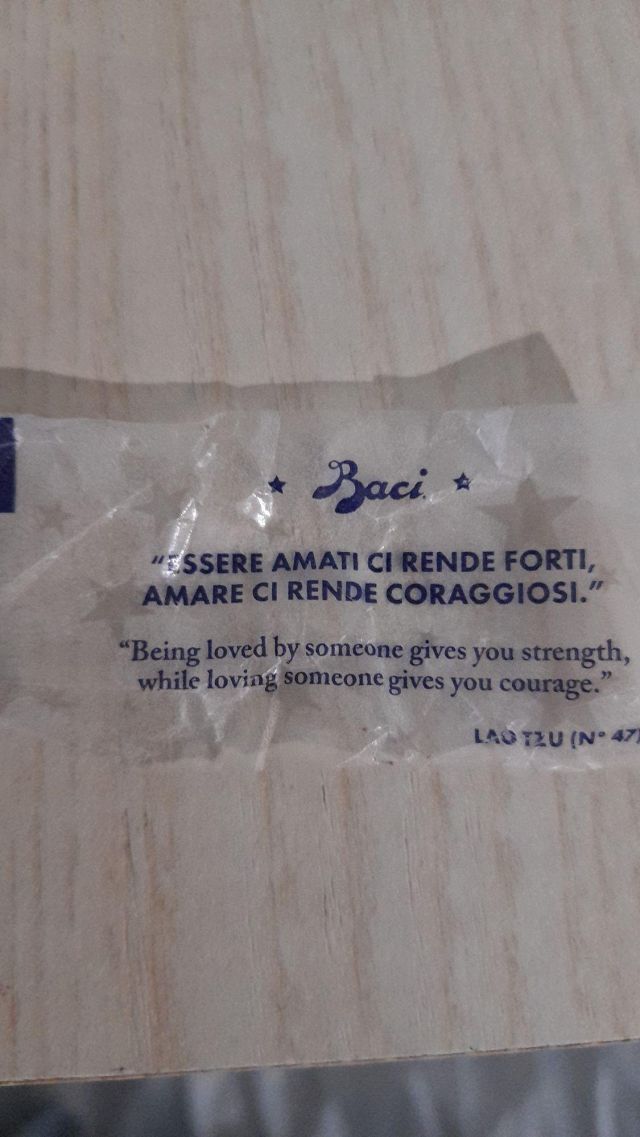 Baci
“ESSERE AMATI CI RENDE FORTI,
AMARE CI RENDE CORAGGIOSI.”
“Being loved by someone gives you strength,
while loving someone gives you courage.”
LAO TZU (N° 47)